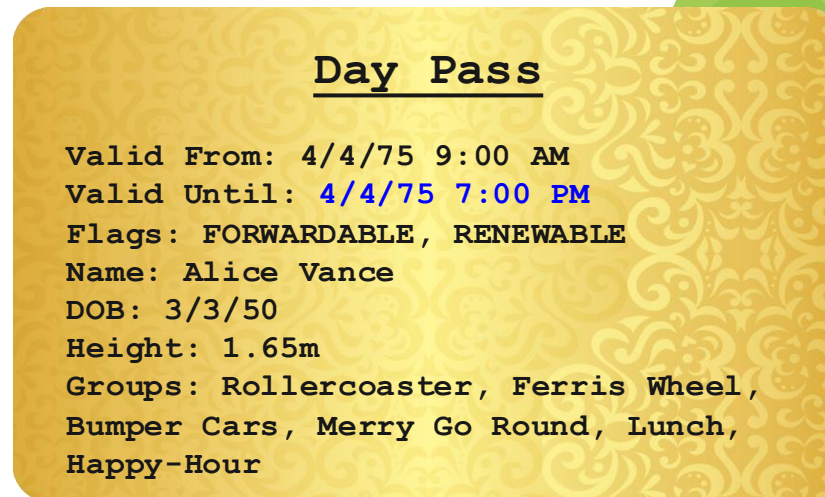 Day Pass
Valid From: 4/4/75 9:00 AM
Valid Until: 4/4/75 7:00 PM
Flags: FORWARDABLE, RENEWABLE
Name: Alice Vance
DOB: 3/3/50
Height: 1.65m
Groups: Rollercoaster, Ferris Wheel,
Bumper Cars, Merry Go Round, Lunch,
Happy-Hour